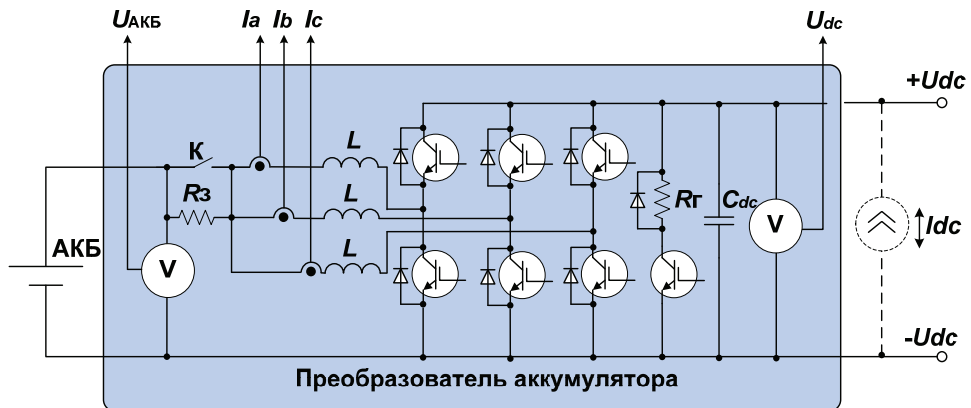 UАКБ Ia Ib Ic Udc
+Udc
К L
Rз L Rг Cdc V Idc
АКБ V L
-Udc
Преобразователь аккумулятора